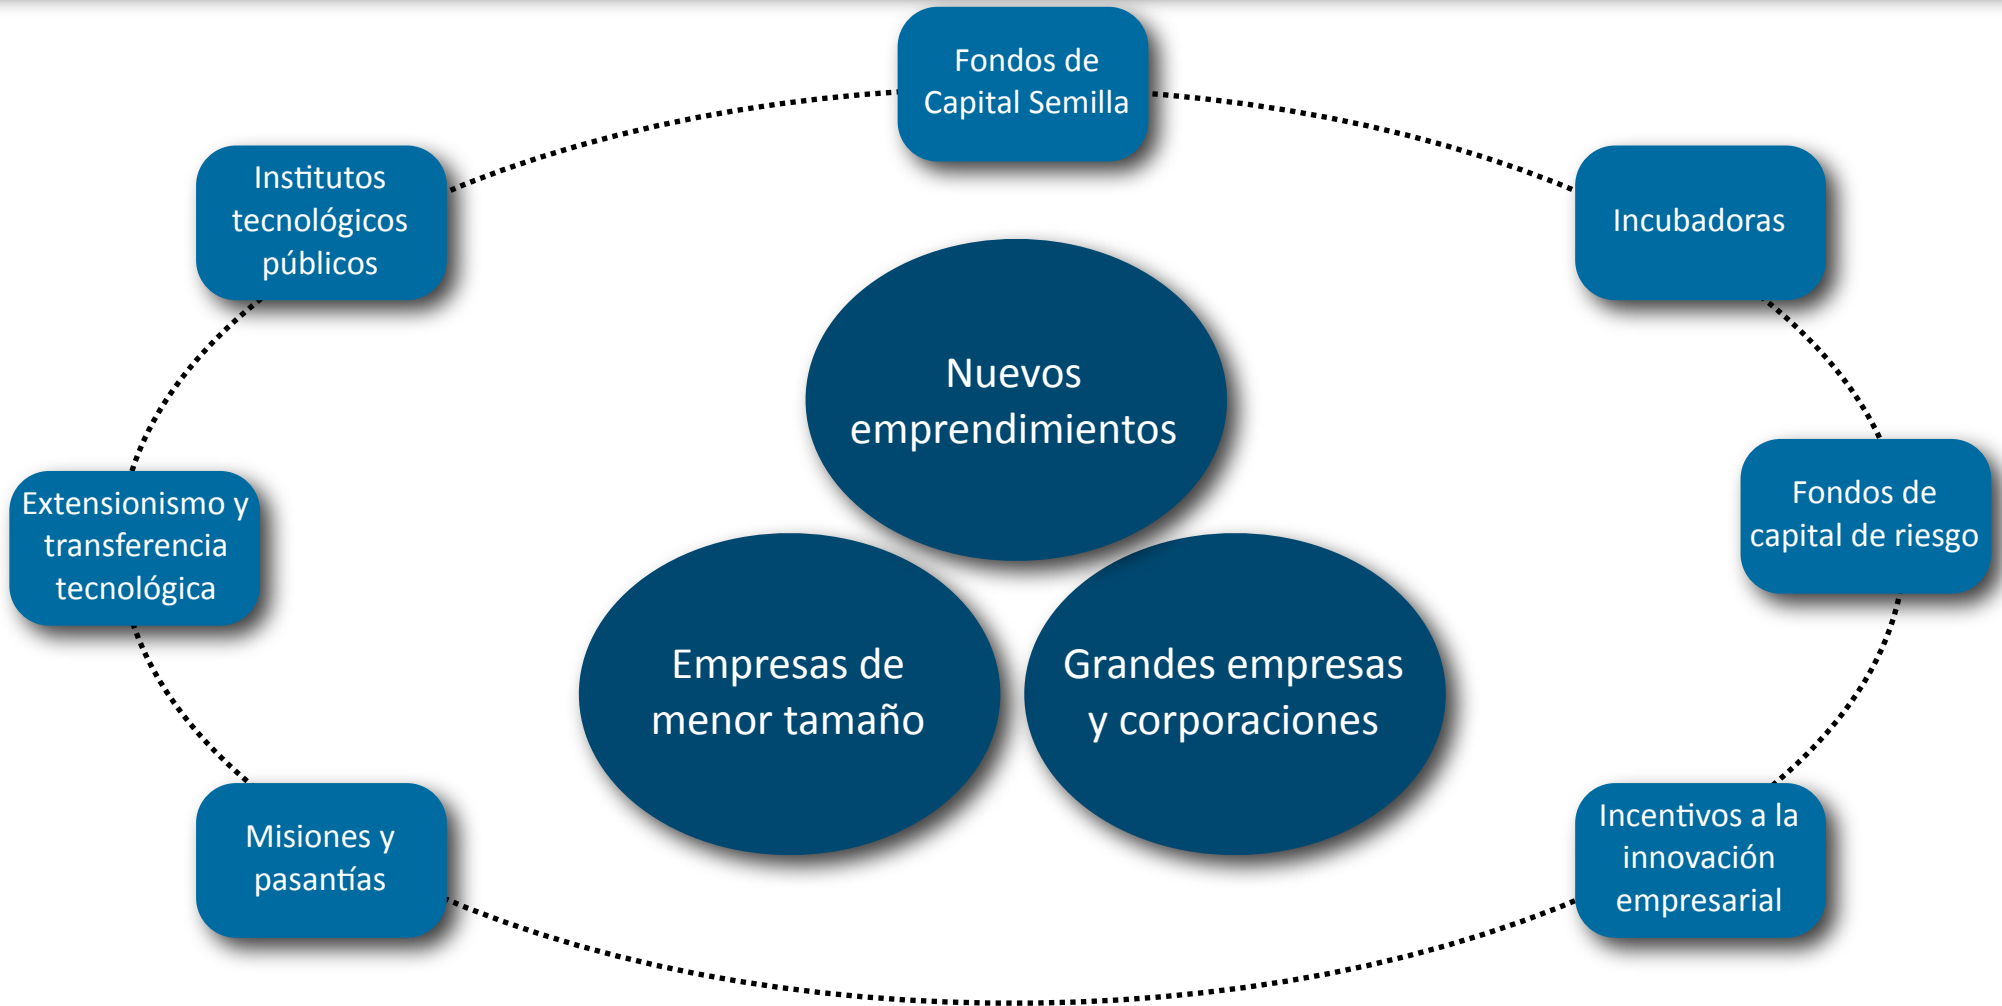 Fondos de
Capital Semilla
Institutos
tecnológicos
públicos
Incubadoras
Nuevos
emprendimientos
Extensionismo y
transferencia
tecnológica
Fondos de
capital de riesgo
Empresas de
menor tamaño
Grandes empresas
y corporaciones
Misiones y
pasantías
Incentivos a la
innovación
empresarial